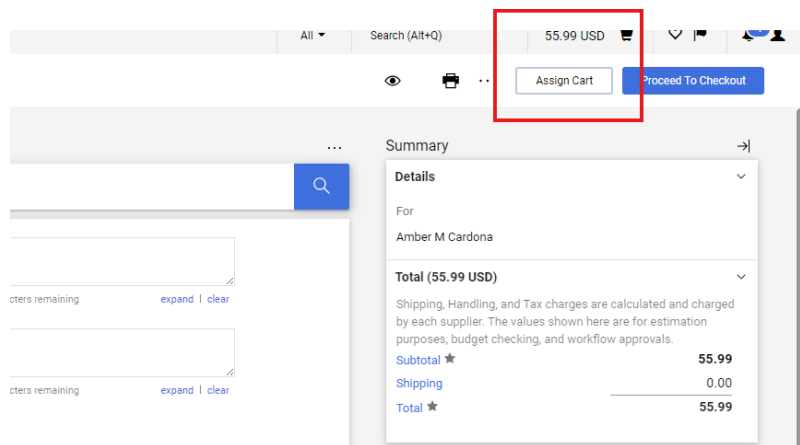 All
Search (Alt+Q)
55.99 USD
Assign Cart
Proceed To Checkout
Summary
Details
For
Amber M Cardona
Total (55.99 USD)
Shipping, Handling, and Tax charges are calculated and charged
by each supplier. The values shown here are for estimation
purposes, budget checking, and workflow approvals.
Subtotal 55.99
Shipping 0.00
Total 55.99
cters remaining expand | clear
cters remaining expand | clear